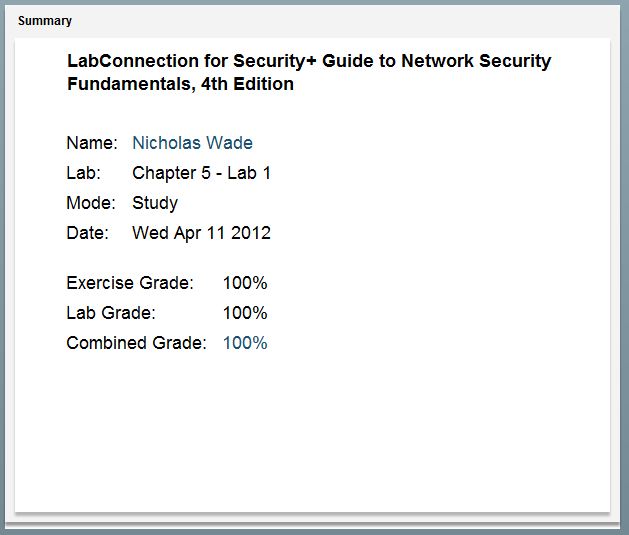 Summary
LabConnection for Security+ Guide to Network Security
Fundamentals, 4th Edition
Name: Nicholas Wade
Lab: Chapter 5 - Lab 1
Mode: Study
Date: Wed Apr 11 2012
Exercise Grade: 100%
Lab Grade: 100%
Combined Grade: 100%